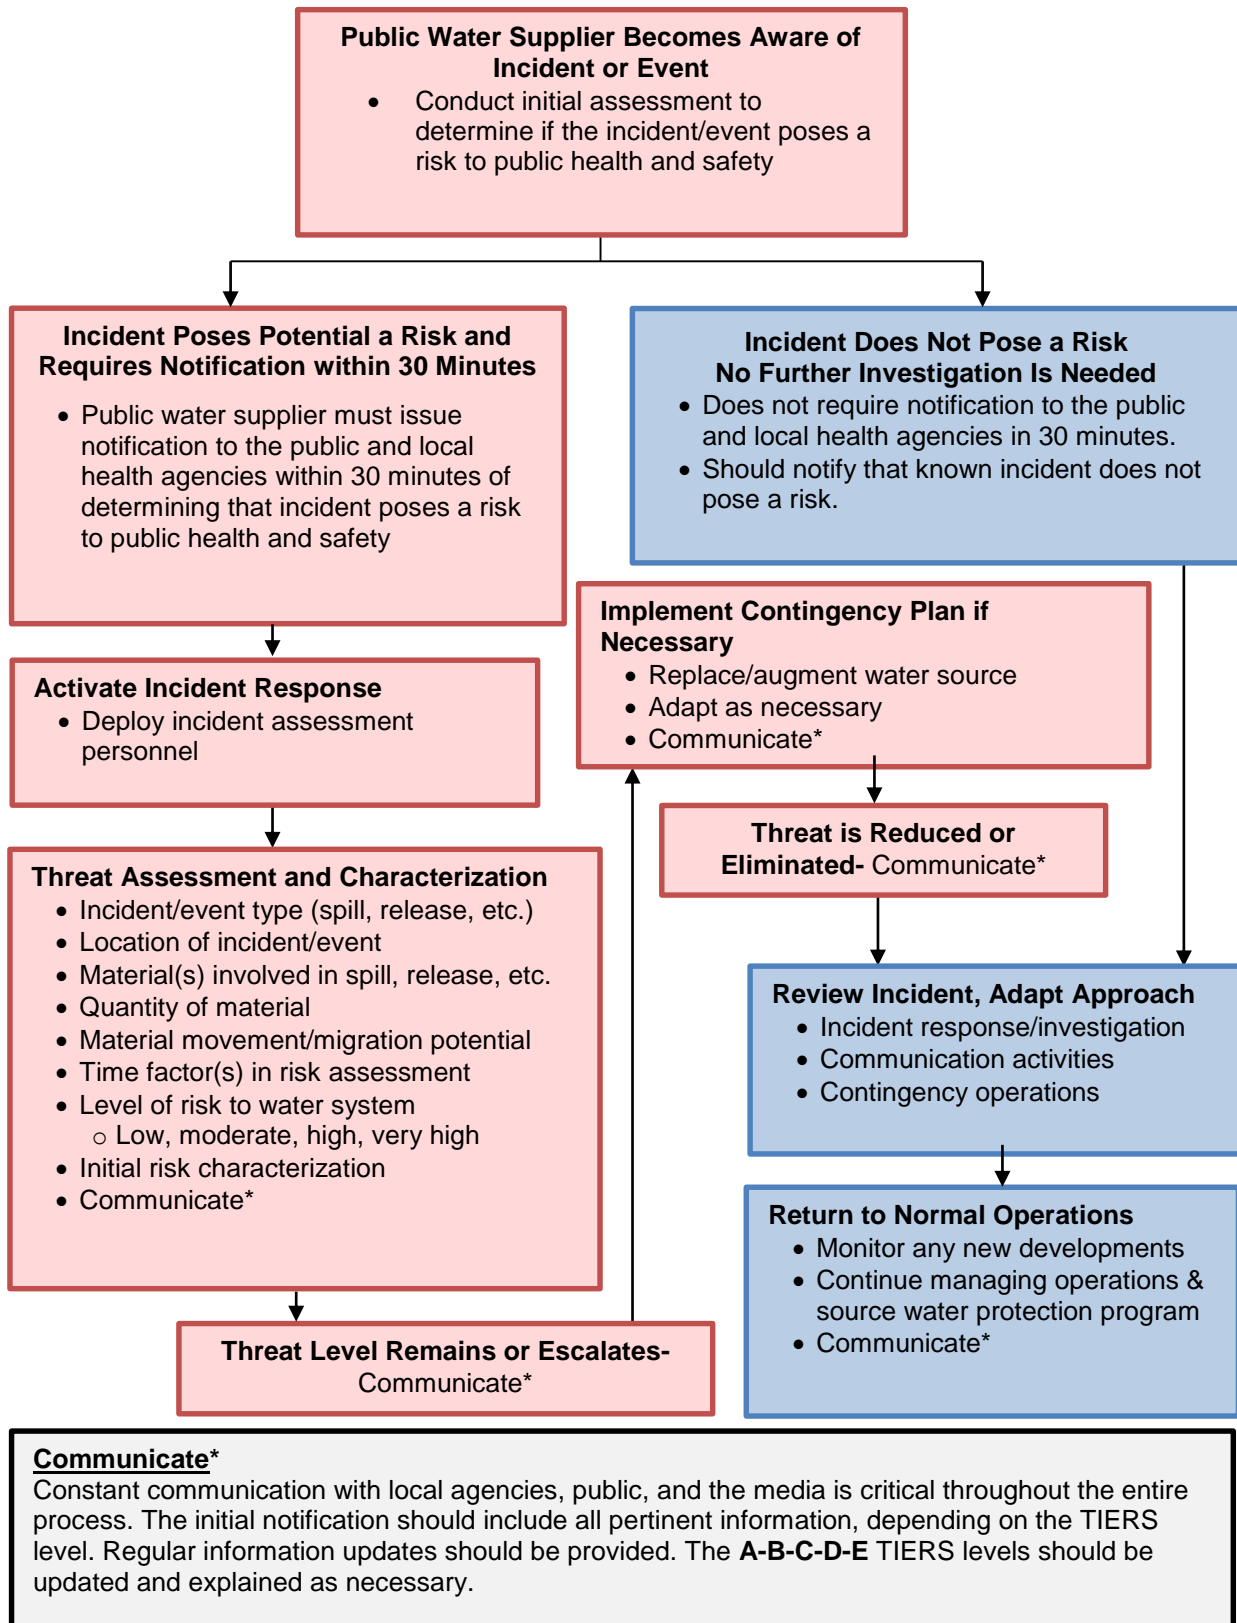 Public Water Supplier Becomes Aware of
Incident or Event
• Conduct initial assessment to
determine if the incident/event poses a
risk to public health and safety
Incident Poses Potential a Risk and
Requires Notification within 30 Minutes
• Public water supplier must issue
notification to the public and local
health agencies within 30 minutes of
determining that incident poses a risk
to public health and safety
Incident Does Not Pose a Risk
No Further Investigation Is Needed
• Does not require notification to the public
and local health agencies in 30 minutes.
• Should notify that known incident does not
pose a risk.
Activate Incident Response
• Deploy incident assessment
personnel
Implement Contingency Plan if
Necessary
• Replace/augment water source
• Adapt as necessary
• Communicate*
Threat Assessment and Characterization
• Incident/event type (spill, release, etc.)
• Location of incident/event
• Material(s) involved in spill, release, etc.
• Quantity of material
• Material movement/migration potential
• Time factor(s) in risk assessment
• Level of risk to water system
o Low, moderate, high, very high
• Initial risk characterization
• Communicate*
Threat is Reduced or
Eliminated- Communicate*
Review Incident, Adapt Approach
• Incident response/investigation
• Communication activities
• Contingency operations
Return to Normal Operations
• Monitor any new developments
• Continue managing operations &
source water protection program
• Communicate*
Threat Level Remains or Escalates-
Communicate*
Communicate*
Constant communication with local agencies, public, and the media is critical throughout the entire
process. The initial notification should include all pertinent information, depending on the TIERS
level. Regular information updates should be provided. The A-B-C-D-E TIERS levels should be
updated and explained as necessary.